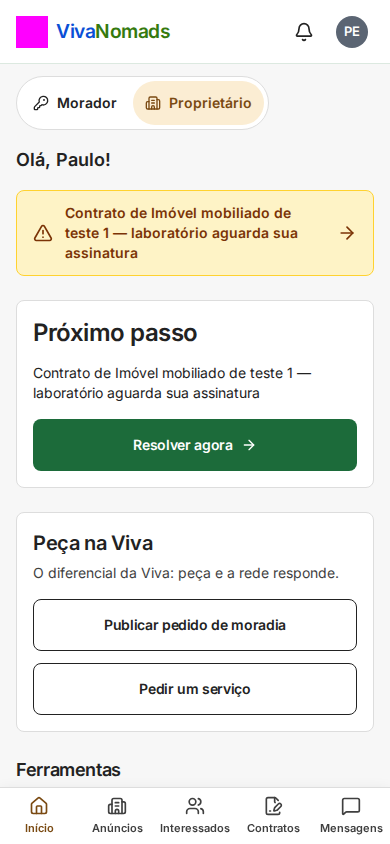 VivaNomads
PE
Morador
Proprietário
Olá, Paulo!
Contrato de Imóvel mobiliado de
teste 1 — laboratório aguarda sua
assinatura
Próximo passo
Contrato de Imóvel mobiliado de teste 1 —
laboratório aguarda sua assinatura
Resolver agora
Peça na Viva
O diferencial da Viva: peça e a rede responde.
Publicar pedido de moradia
Pedir um serviço
Ferramentas
Início
Anúncios
Interessados
Contratos
Mensagens